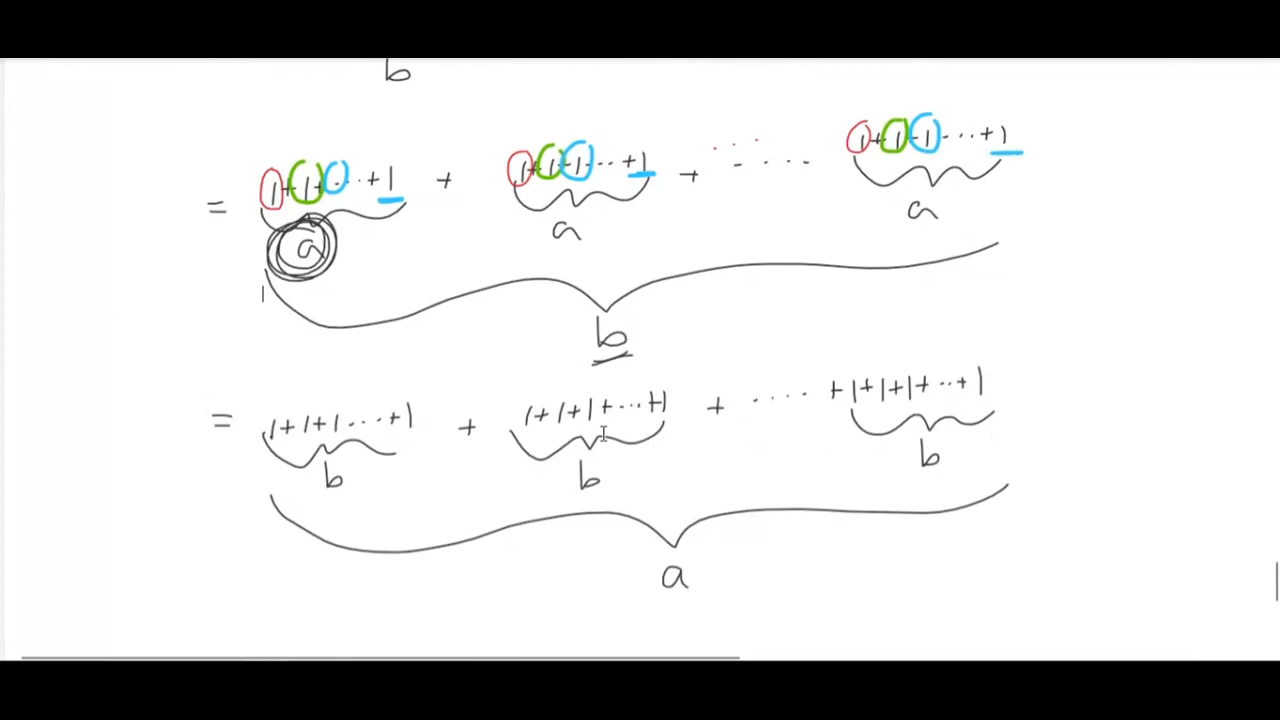 b
= 1+1+ ... +1 + 1+1+1 ... +1 + ..... 1+1+1 ... +1
a a a
b
= 1+1+1 ... +1 + 1+1+1+ ... +1 + .... +1+1+1+ ... +1
b b b
a